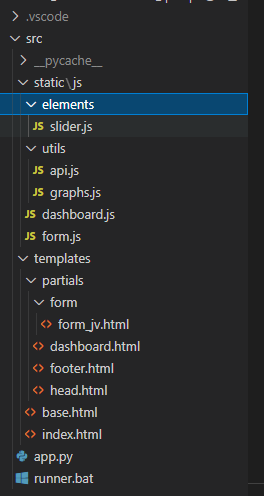 .vscode
src
__pycache__
static\js
elements
JS slider.js
utils
JS api.js
JS graphs.js
JS dashboard.js
JS form.js
templates
partials
form
<> form_jv.html
<> dashboard.html
<> footer.html
<> head.html
<> base.html
<> index.html
app.py
runner.bat